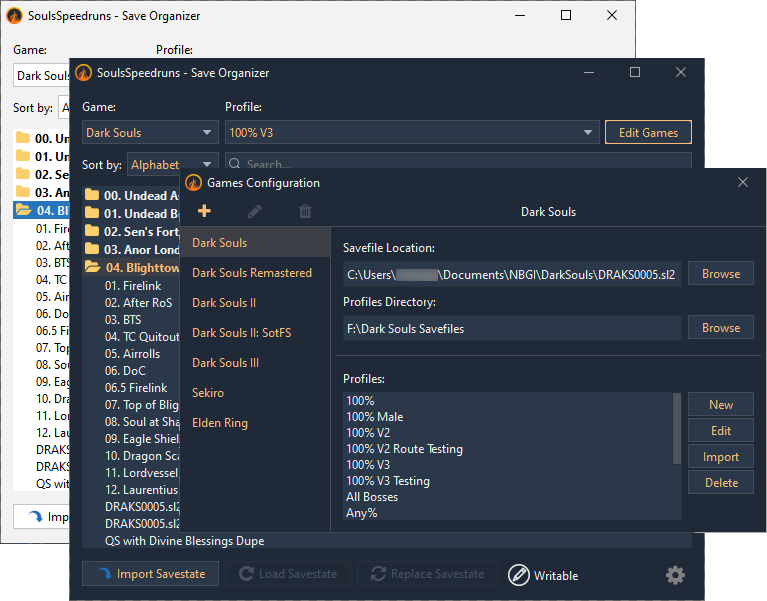 SoulsSpeedruns - Save Organizer
Game:
Profile:
Dark Souls
Sort by:
00. Un
01. Un
02. Se
03. An
04. Bl
01. Fire
02. Afte
03. BTS
04. TC
05. Air
06. Do
06.5 Fi
07. Top
08. Sou
09. Eag
10. Dra
11. Lor
12. Lau
DRAKS
DRAKS
QS wit
Impo
SoulsSpeedruns - Save Organizer
Game:
Profile:
Dark Souls
100% V3
Edit Games
Sort by:
Alphabet
Search...
00. Undead As
01. Undead Bu
02. Sen's Fort
03. Anor Lond
04. Blighttow
01. Firelink
02. After RoS
03. BTS
04. TC Quitout
05. Airrolls
06. DoC
06.5 Firelink
07. Top of Blig
08. Soul at Sha
09. Eagle Shiel
10. Dragon Sca
11. Lordvessel
12. Laurentius
DRAKS0005.sl2
DRAKS0005.sl2
QS with Divine Blessings Dupe
Import Savestate
Load Savestate
Replace Savestate
Writable
Games Configuration
Dark Souls
Dark Souls
Dark Souls Remastered
Dark Souls II
Dark Souls II: SotFS
Dark Souls III
Sekiro
Elden Ring
Savefile Location:
C:\Users\ \Documents\NBGI\DarkSouls\DRAKS0005.sl2
Browse
Profiles Directory:
F:\Dark Souls Savefiles
Browse
Profiles:
100%
100% Male
100% V2
100% V2 Route Testing
100% V3
100% V3 Testing
All Bosses
Any%
New
Edit
Import
Delete